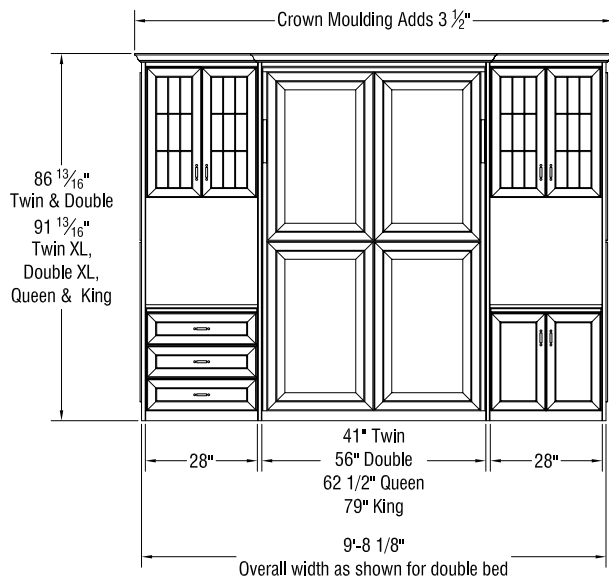 Crown Moulding Adds 3 ½"
86 ¹³⁄₁₆"
Twin & Double
91 ¹³⁄₁₆"
Twin XL,
Double XL,
Queen & King
28"
41" Twin
56" Double
62 1/2" Queen
79" King
28"
9'-8 1/8"
Overall width as shown for double bed